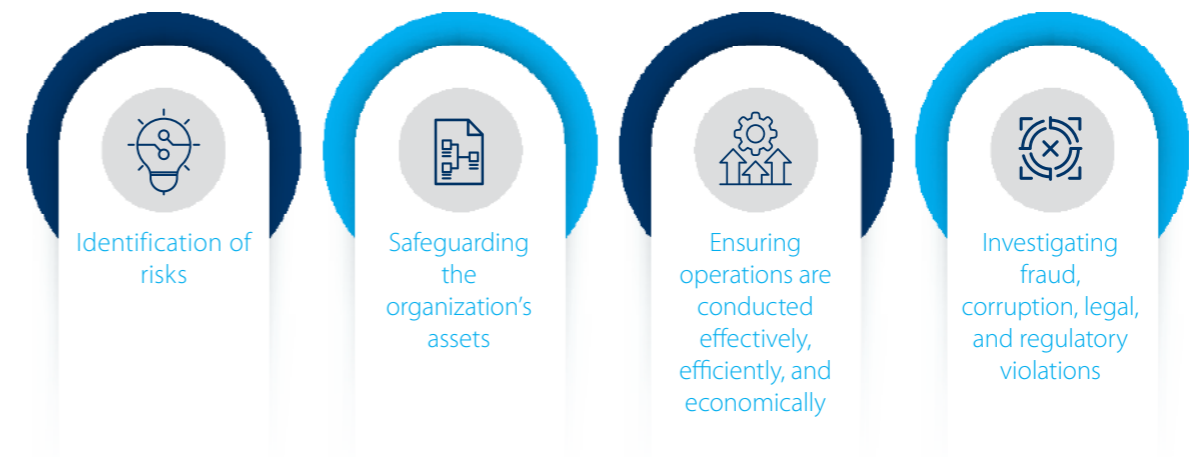 Identification of
risks
Safeguarding
the
organization’s
assets
Ensuring
operations are
conducted
effectively,
efficiently, and
economically
Investigating
fraud,
corruption, legal,
and regulatory
violations